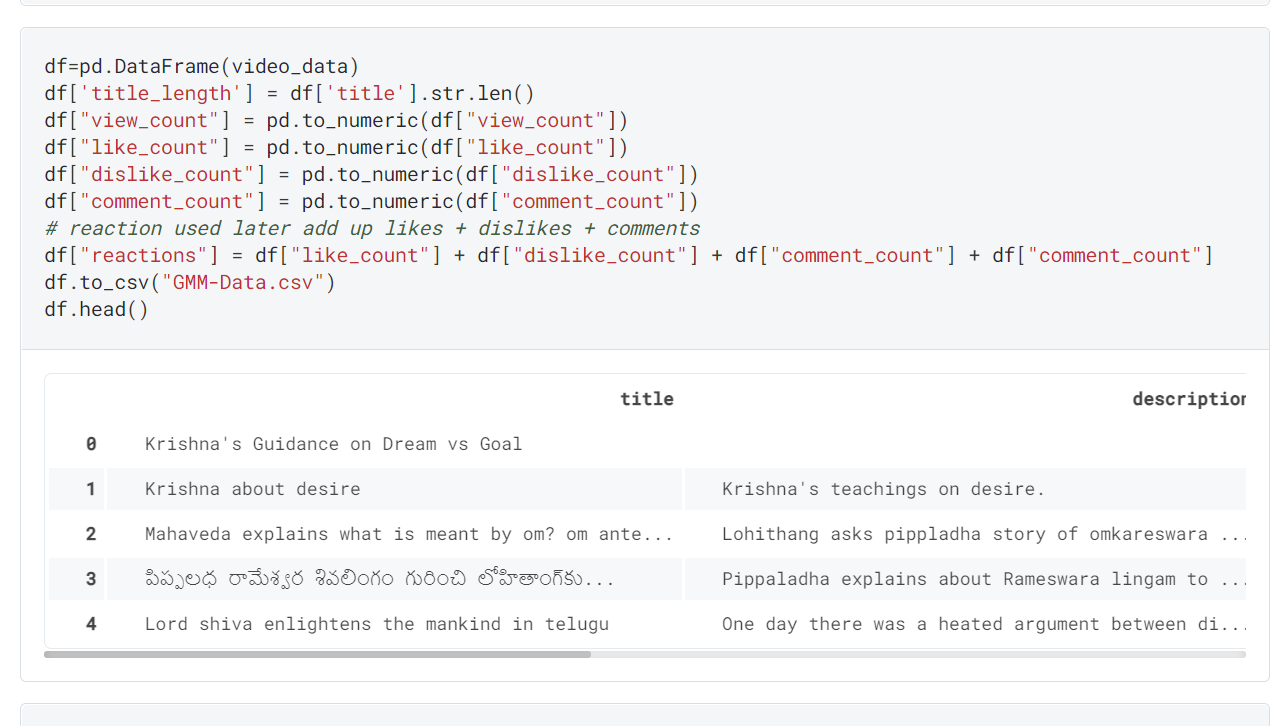 df=pd.DataFrame(video_data)
df['title_length'] = df['title'].str.len()
df["view_count"] = pd.to_numeric(df["view_count"])
df["like_count"] = pd.to_numeric(df["like_count"])
df["dislike_count"] = pd.to_numeric(df["dislike_count"])
df["comment_count"] = pd.to_numeric(df["comment_count"])
# reaction used later add up likes + dislikes + comments
df["reactions"] = df["like_count"] + df["dislike_count"] + df["comment_count"] + df["comment_count"]
df.to_csv("GMM-Data.csv")
df.head()
title description
0 Krishna's Guidance on Dream vs Goal
1 Krishna about desire Krishna's teachings on desire.
2 Mahaveda explains what is meant by om? om ante... Lohithang asks pippladha story of omkareswara ...
3 పిప్పలధ రామేశ్వర శివలింగం గురించి లోహితాంగ్‌కు... Pippaladha explains about Rameswara lingam to ...
4 Lord shiva enlightens the mankind in telugu One day there was a heated argument between di...